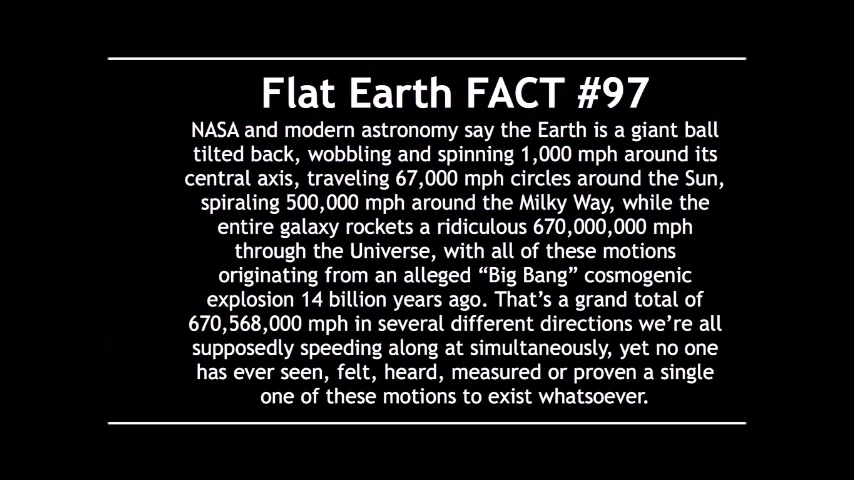 Flat Earth FACT #97
NASA and modern astronomy say the Earth is a giant ball
tilted back, wobbling and spinning 1,000 mph around its
central axis, traveling 67,000 mph circles around the Sun,
spiraling 500,000 mph around the Milky Way, while the
entire galaxy rockets a ridiculous 670,000,000 mph
through the Universe, with all of these motions
originating from an alleged “Big Bang” cosmogenic
explosion 14 billion years ago. That’s a grand total of
670,568,000 mph in several different directions we’re all
supposedly speeding along at simultaneously, yet no one
has ever seen, felt, heard, measured or proven a single
one of these motions to exist whatsoever.